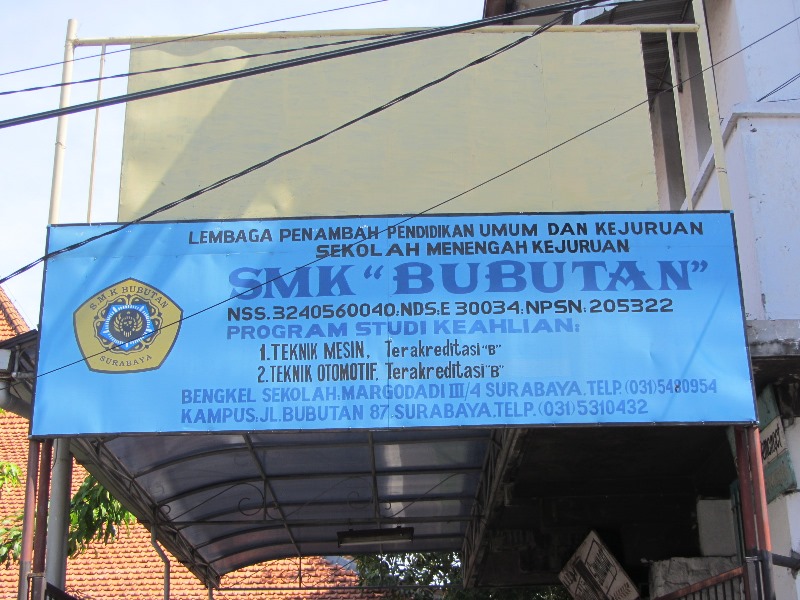 LEMBAGA PENAMBAH PENDIDIKAN UMUM DAN KEJURUAN
SEKOLAH MENENGAH KEJURUAN
SMK "BUBUTAN"
NSS: 3240560040: NDS: E 30034: NPSN: 205322
PROGRAM STUDI KEAHLIAN:
1. TEKNIK MESIN, Terakreditasi "B"
2. TEKNIK OTOMOTIF, Terakreditasi "B"
BENGKEL SEKOLAH: MARGODADI III/4 SURABAYA. TELP. (031) 5480954
KAMPUS: JL. BUBUTAN 87. SURABAYA. TELP. (031) 5310432
S.M.K BUBUTAN
SURABAYA